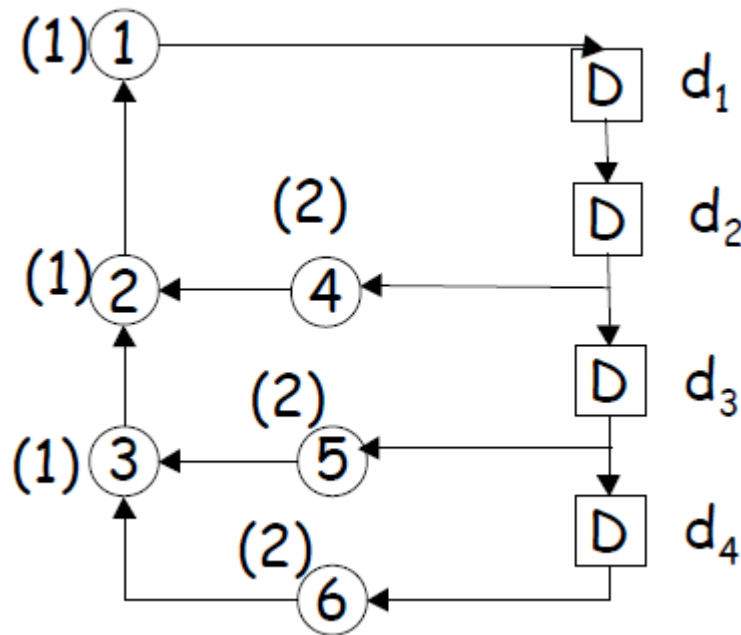 (1) 1
D d₁
(2)
D d₂
(1) 2 4
(2)
D d₃
(1) 3 5
(2)
D d₄
6